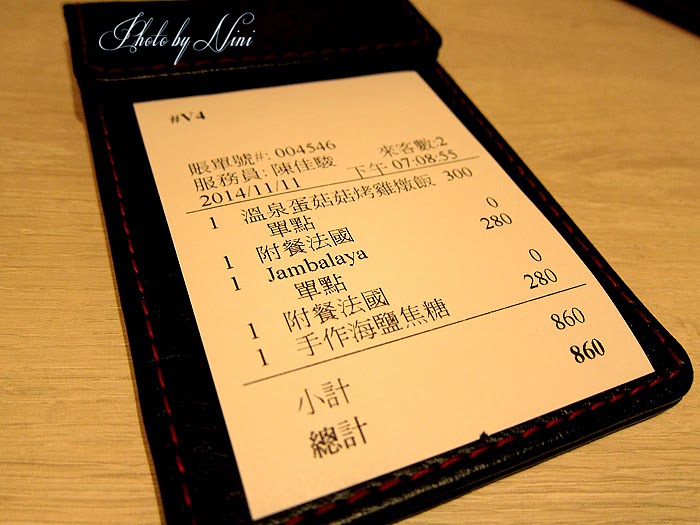 Photo by Nini
#V4
賬單號#: 004546 來客數:2
服務員: 陳佳駿 下午 07:08:55
2014/11/11
1 溫泉蛋菇菇烤雞燉飯 300
單點
1 附餐法國 0
1 Jambalaya 280
單點
1 附餐法國 0
1 手作海鹽焦糖 280
小計 860
總計 860